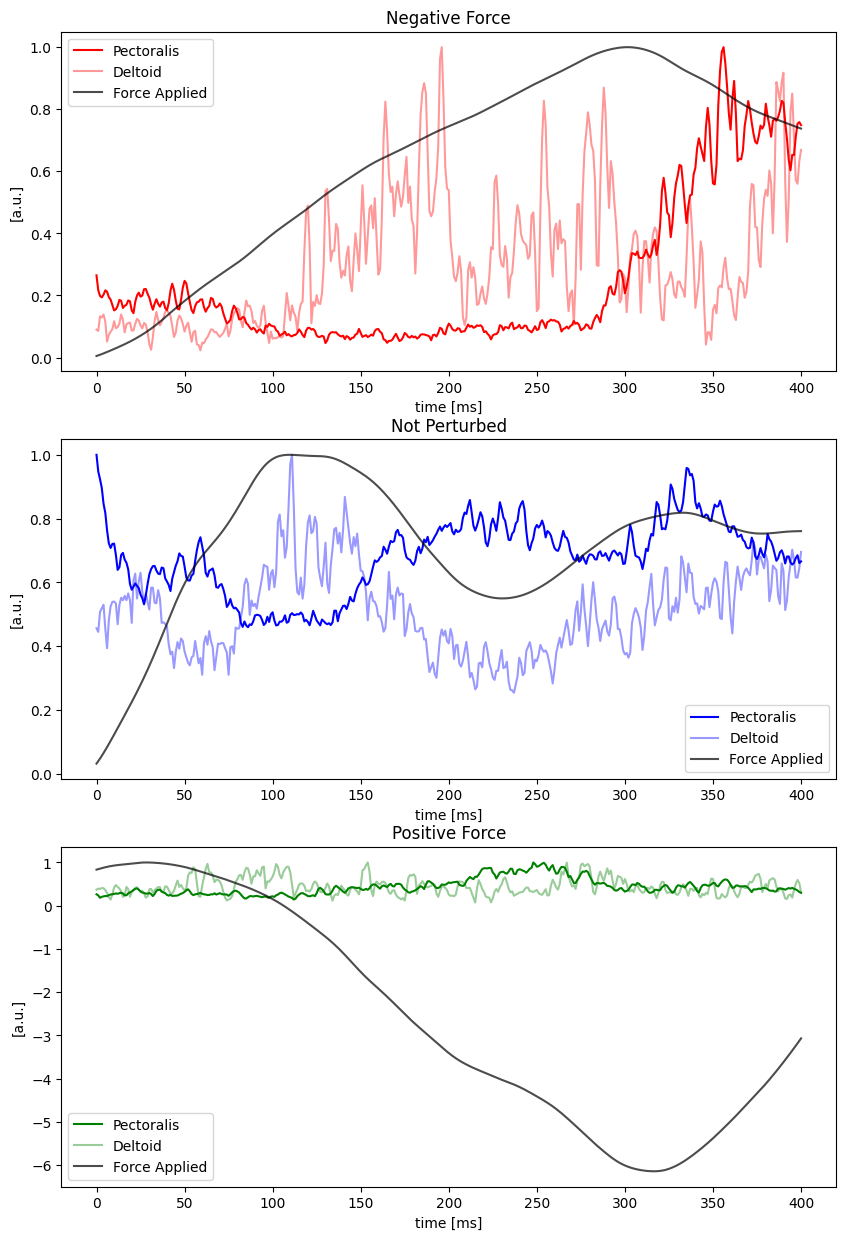 Negative Force
1.0
0.8
0.6
0.4
0.2
0.0
[a.u.]
Pectoralis
Deltoid
Force Applied
0 50 100 150 200 250 300 350 400
time [ms]
Not Perturbed
1.0
0.8
0.6
0.4
0.2
0.0
[a.u.]
Pectoralis
Deltoid
Force Applied
0 50 100 150 200 250 300 350 400
time [ms]
Positive Force
1
0
−1
−2
−3
−4
−5
−6
[a.u.]
Pectoralis
Deltoid
Force Applied
0 50 100 150 200 250 300 350 400
time [ms]